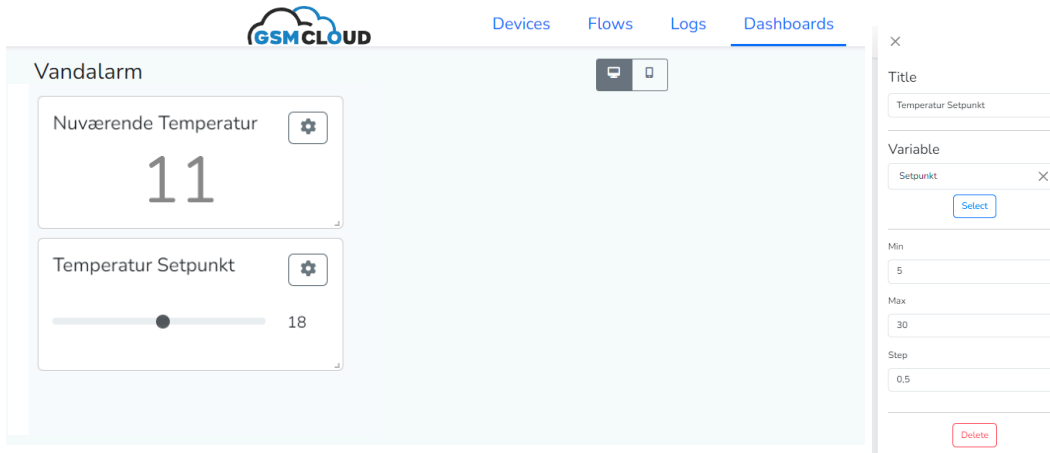 GSMCLOUD
Devices Flows Logs Dashboards
Vandalarm
Nuværende Temperatur
11
Temperatur Setpunkt
18
Title
Temperatur Setpunkt
Variable
Setpunkt
Select
Min
5
Max
30
Step
0,5
Delete